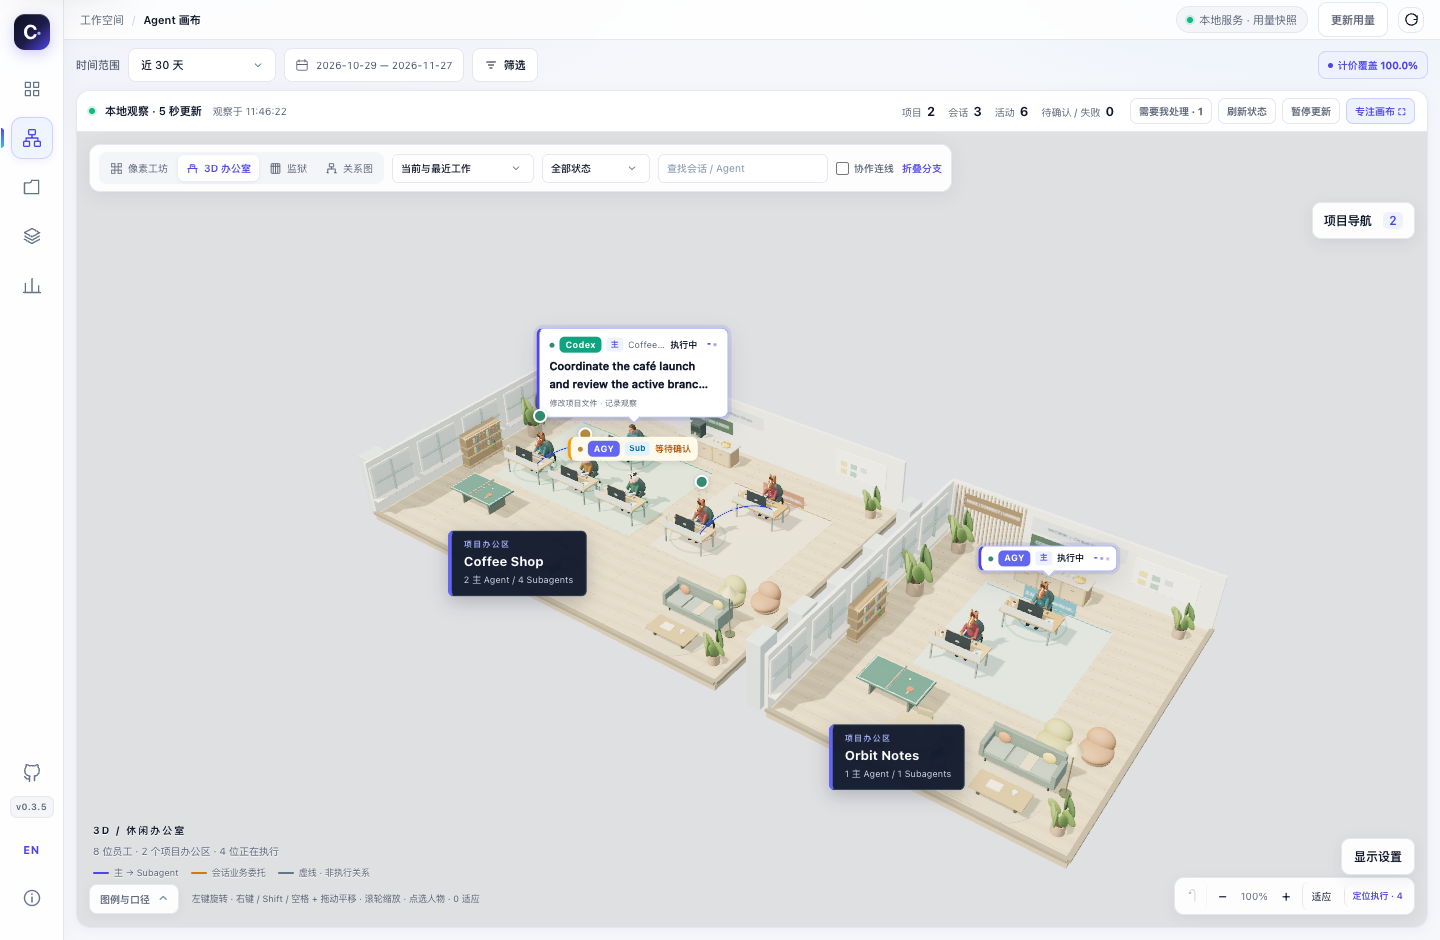 C
工作空间 / Agent 画布
本地服务 · 用量快照
更新用量
时间范围
近 30 天
2026-10-29 — 2026-11-27
筛选
计价覆盖 100.0%
本地观察 · 5 秒更新 观察于 11:46:22
项目 2 会话 3 活动 6 待确认 / 失败 0
需要我处理 · 1
刷新状态
暂停更新
专注画布
像素工坊
3D 办公室
监狱
关系图
当前与最近工作
全部状态
查找会话 / Agent
协作连线
折叠分支
项目导航 2
Codex 主 Coffee... 执行中
Coordinate the café launch
and review the active branc...
修改项目文件 · 记录观察
AGY Sub 等待确认
项目办公区
Coffee Shop
2 主 Agent / 4 Subagents
AGY 主 执行中
项目办公区
Orbit Notes
1 主 Agent / 1 Subagents
v0.3.5
EN
3D / 休闲办公室
8 位员工 · 2 个项目办公区 · 4 位正在执行
主 → Subagent 会话业务委托 虚线 · 非执行关系
图例与口径
左键旋转 · 右键 / Shift / 空格 + 拖动平移 · 滚轮缩放 · 点选人物 · 0 适应
显示设置
− 100% + 适应 定位执行 · 4